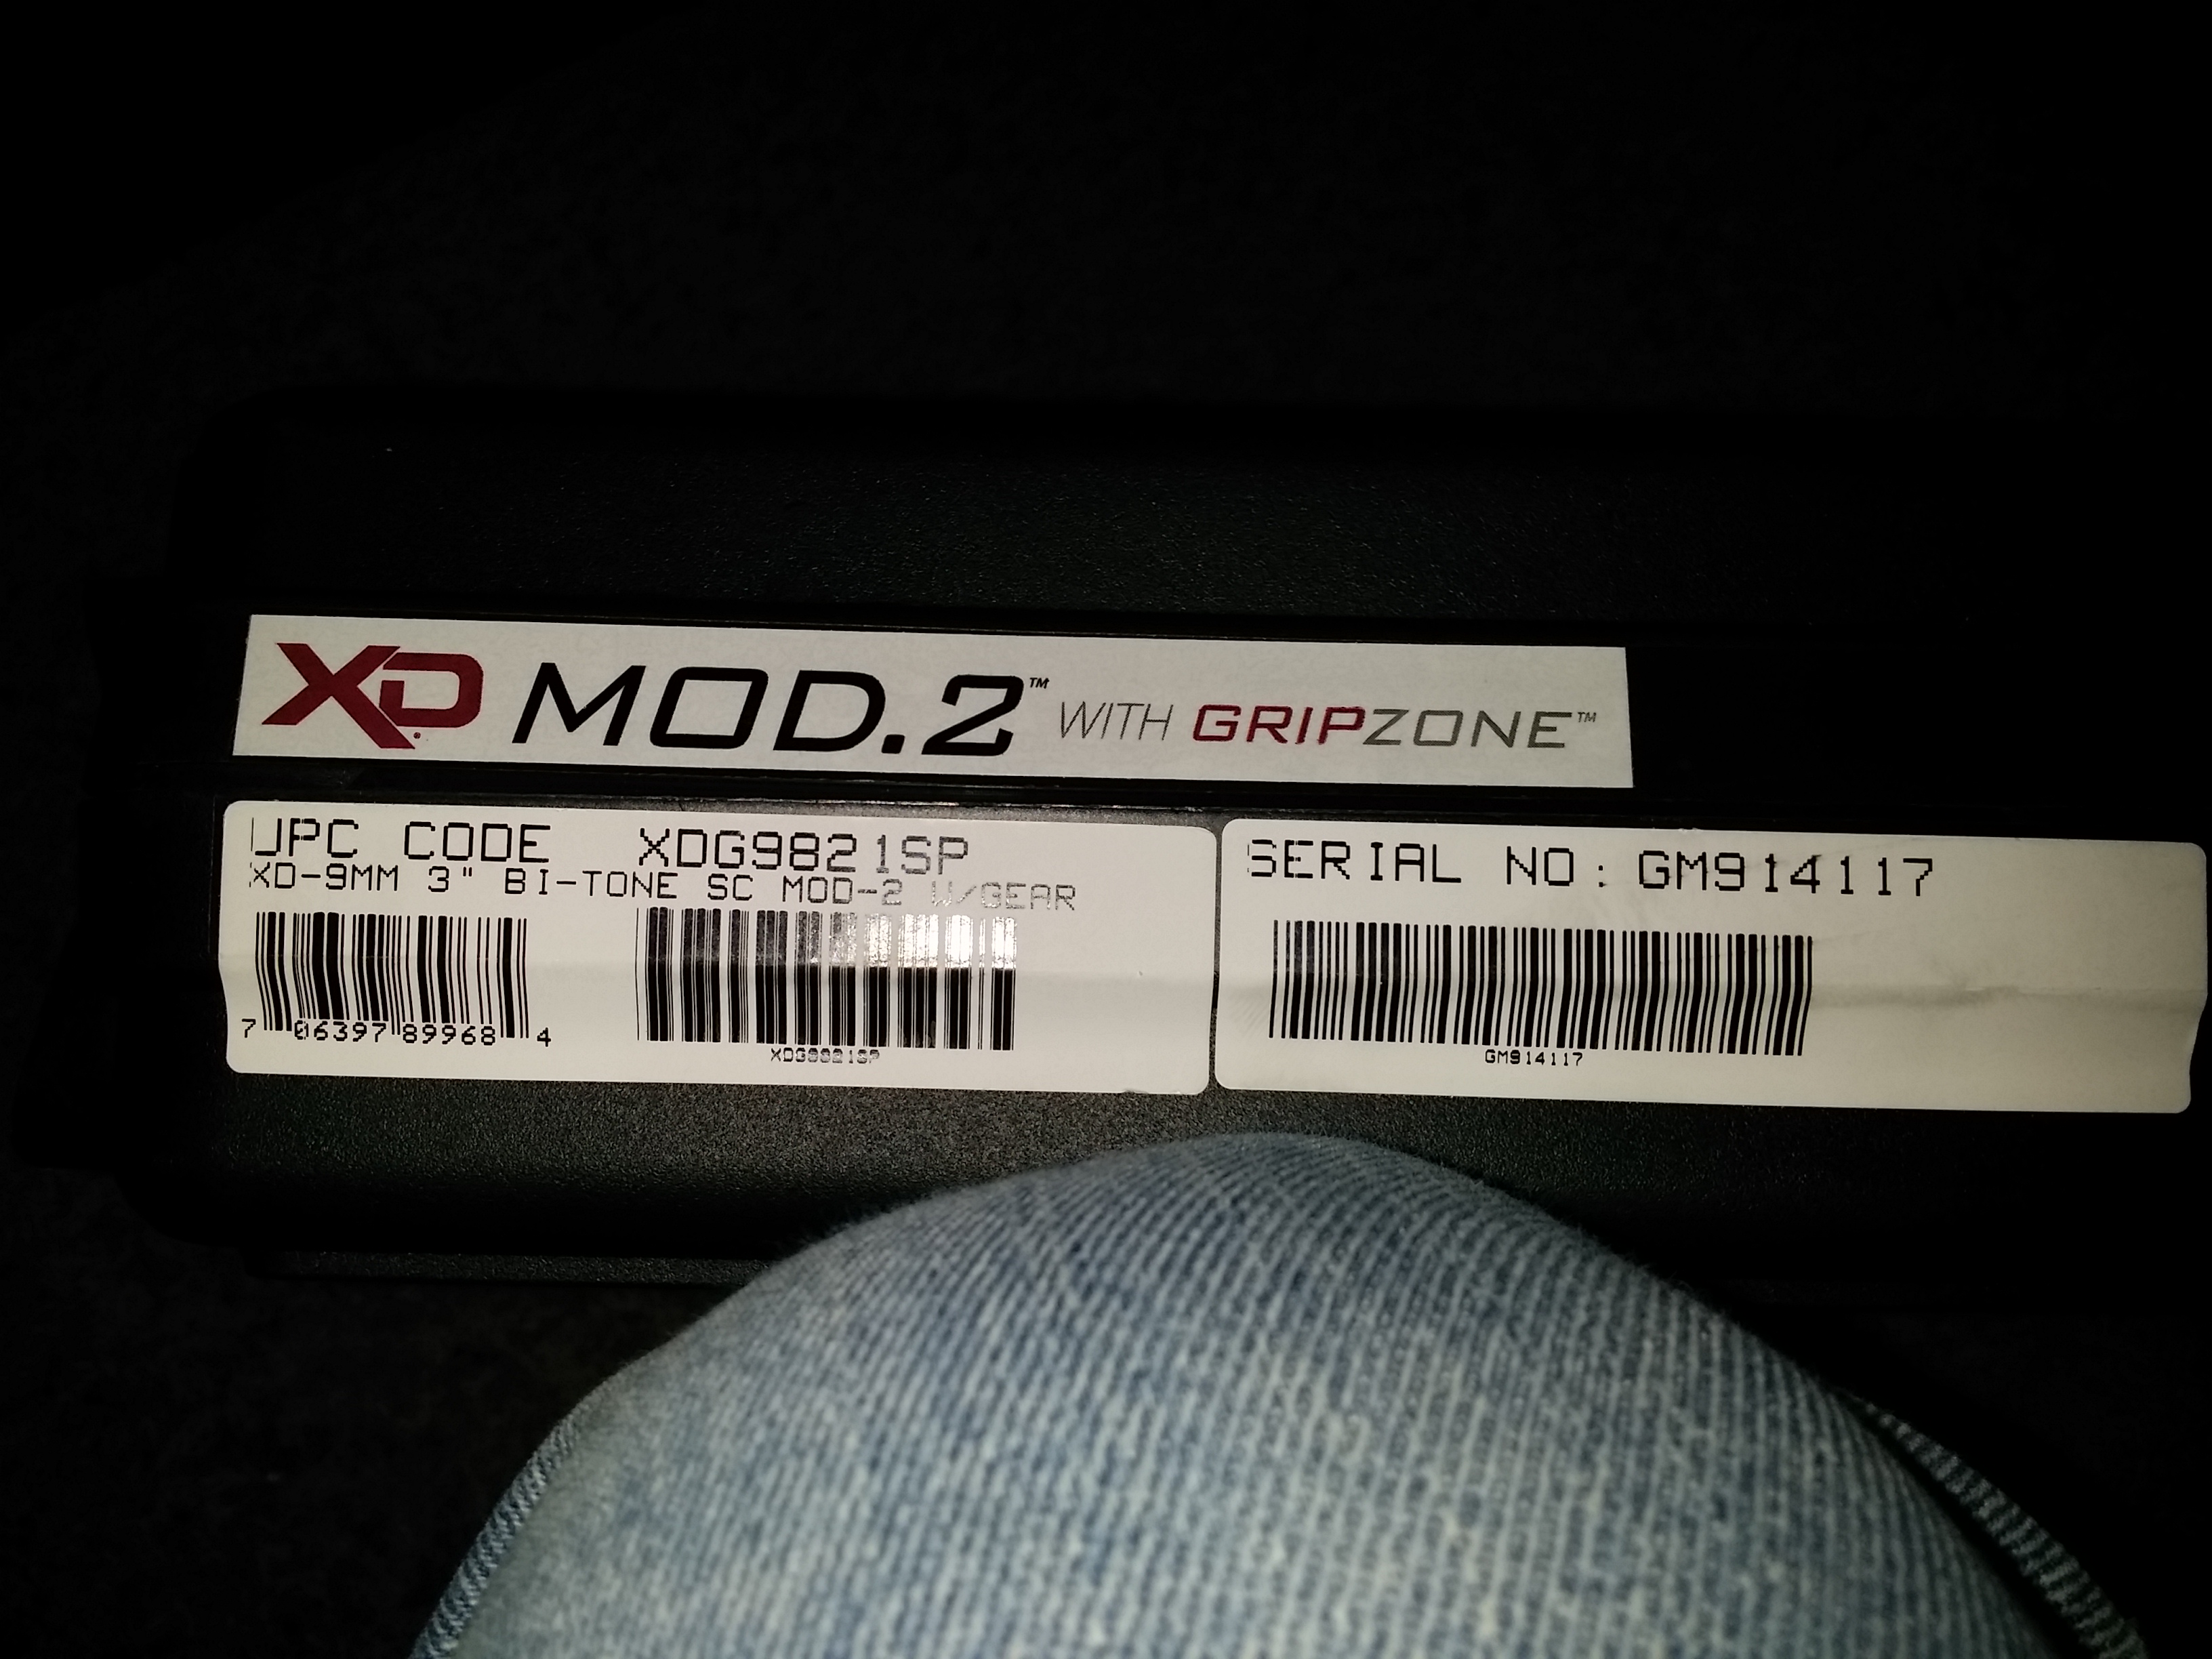 XD MOD.2™ WITH GRIPZONE™
UPC CODE XDG9821SP
XD-9MM 3" BI-TONE SC MOD-2 W/GEAR
7 06397 89968 4
XDG9821SP
SERIAL NO: GM914117
GM914117